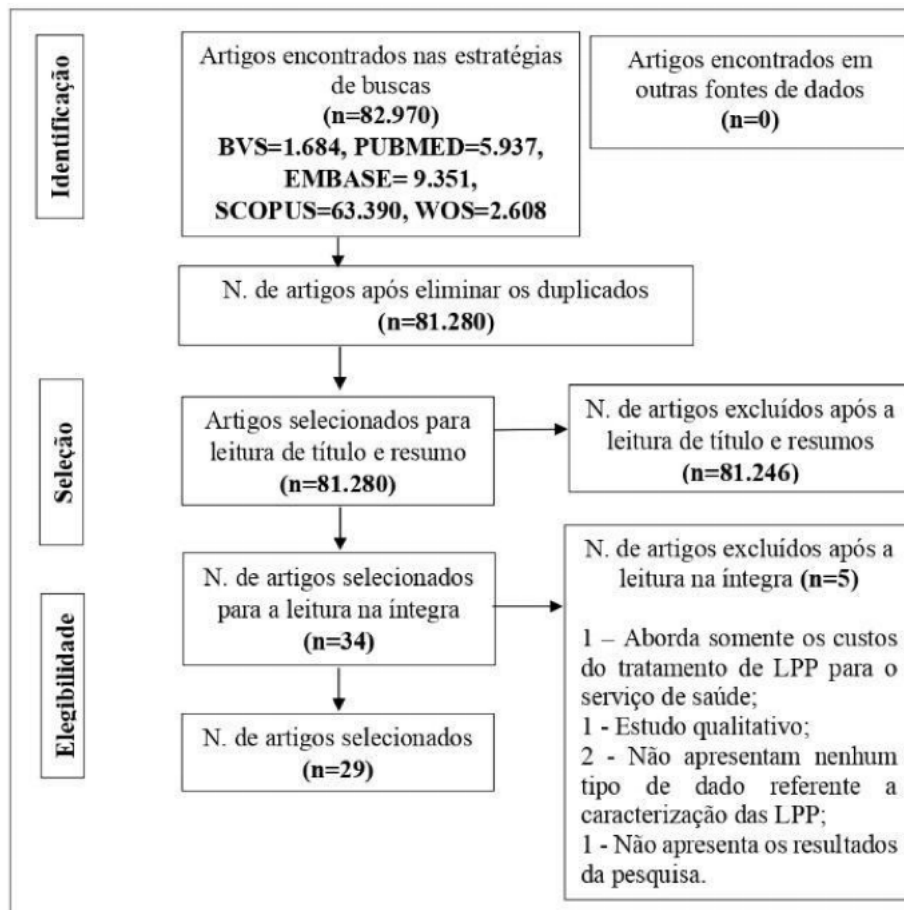 Identificação
Artigos encontrados nas estratégias
de buscas
(n=82.970)
BVS=1.684, PUBMED=5.937,
EMBASE= 9.351,
SCOPUS=63.390, WOS=2.608
Artigos encontrados em
outras fontes de dados
(n=0)
N. de artigos após eliminar os duplicados
(n=81.280)
Seleção
Artigos selecionados para
leitura de título e resumo
(n=81.280)
N. de artigos excluídos após a
leitura de título e resumos
(n=81.246)
Elegibilidade
N. de artigos selecionados
para a leitura na íntegra
(n=34)
N. de artigos excluídos após a
leitura na íntegra (n=5)
1 – Aborda somente os custos
do tratamento de LPP para o
serviço de saúde;
1 - Estudo qualitativo;
2 - Não apresentam nenhum
tipo de dado referente a
caracterização das LPP;
1 - Não apresenta os resultados
da pesquisa.
N. de artigos selecionados
(n=29)